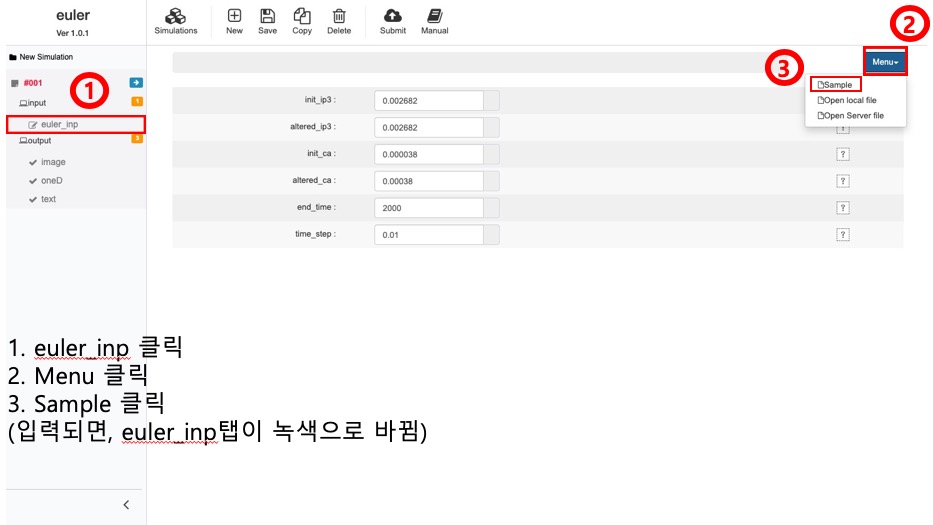 euler
Ver 1.0.1
Simulations
New
Save
Copy
Delete
Submit
Manual
2
New Simulation
3
Menu
#001
1
Sample
input
1
Open local file
euler_inp
Open Server file
output
3
image
oneD
text
init_ip3 :
0.002682
altered_ip3 :
0.002682
?
init_ca :
0.000038
?
altered_ca :
0.00038
?
end_time :
2000
?
time_step :
0.01
?
1. euler_inp 클릭
2. Menu 클릭
3. Sample 클릭
(입력되면, euler_inp탭이 녹색으로 바뀜)